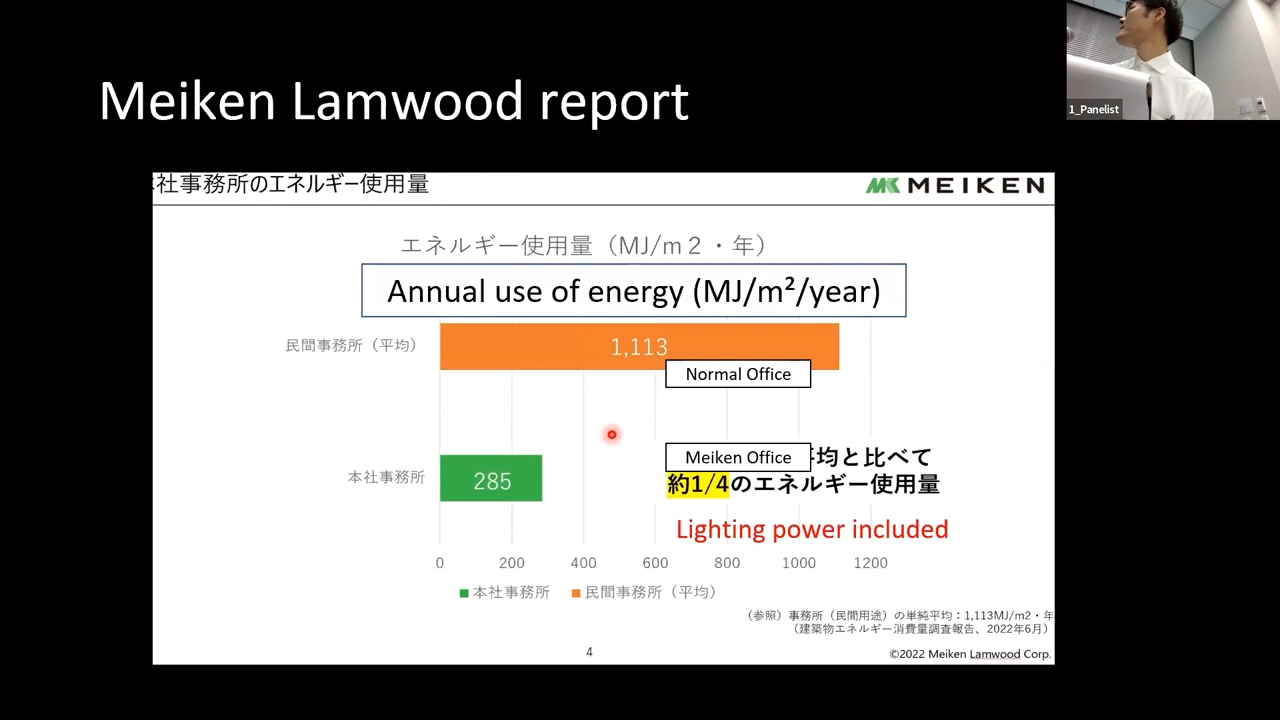 Meiken Lamwood report
1_Panelist
本社事務所のエネルギー使用量
MEIKEN
エネルギー使用量（MJ/m２・年）
Annual use of energy (MJ/m²/year)
民間事務所（平均）
1,113
Normal Office
本社事務所
285
Meiken Office
平均と比べて
約1/4のエネルギー使用量
Lighting power included
0 200 400 600 800 1000 1200
本社事務所 民間事務所（平均）
（参照）事務所（民間用途）の単純平均：1,113MJ/m2・年
（建築物エネルギー消費量調査報告、2022年6月）
4
©2022 Meiken Lamwood Corp.